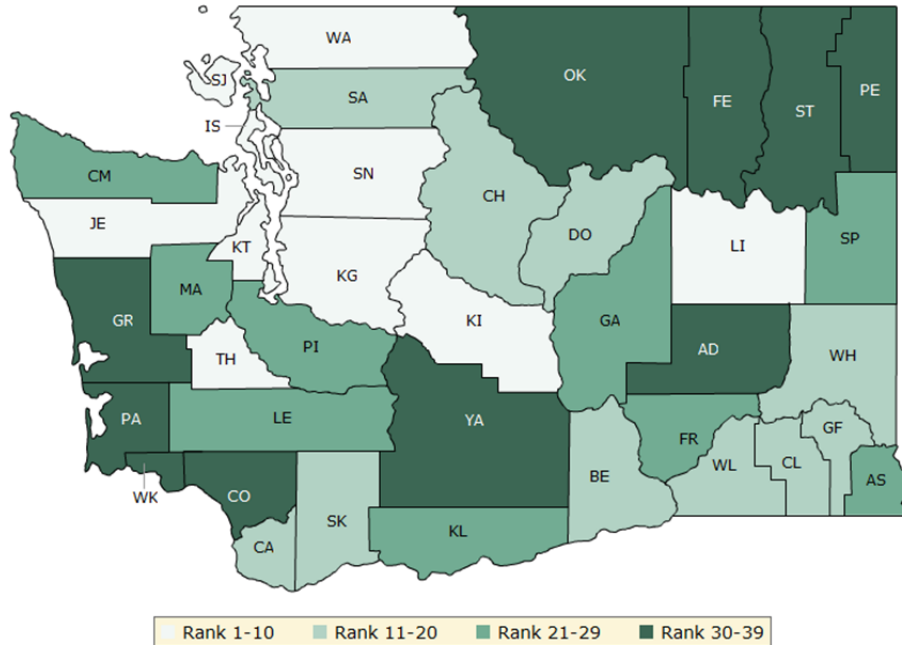 WA
OK
FE
ST
PE
SJ
SA
IS
SN
CM
CH
JE
KT
DO
LI
SP
KG
MA
GR
KI
GA
PI
TH
AD
WH
PA
LE
YA
FR
GF
WL
CL
AS
BE
WK
CO
SK
KL
CA
Rank 1-10 Rank 11-20 Rank 21-29 Rank 30-39